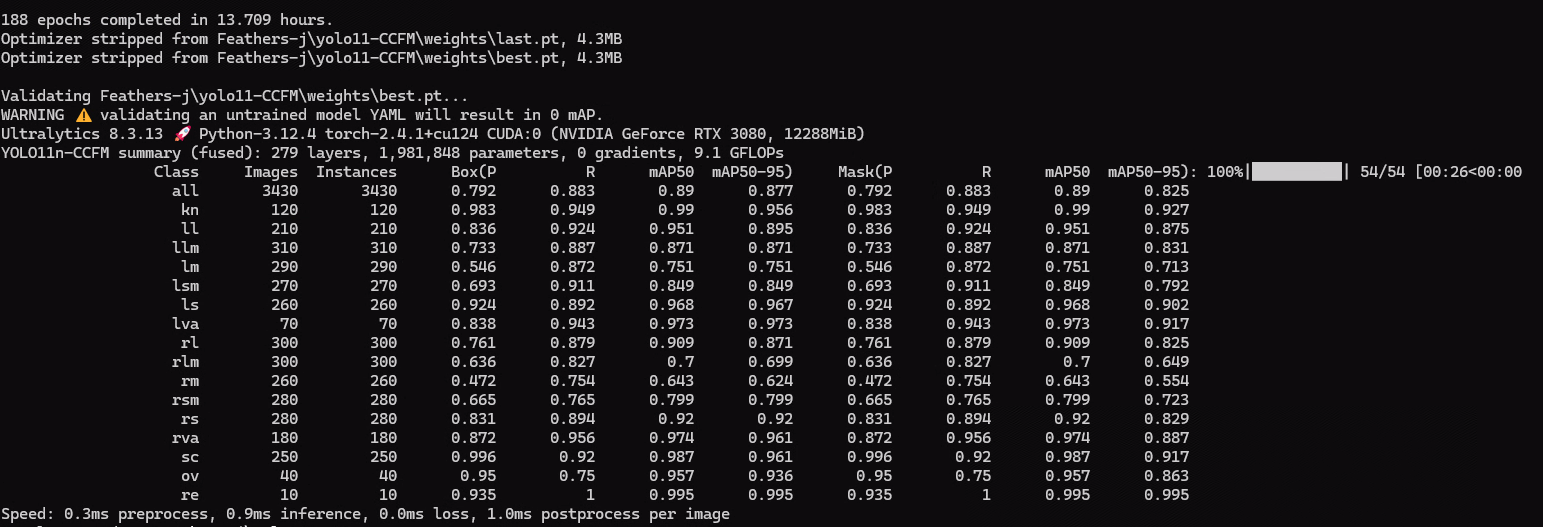 188 epochs completed in 13.709 hours.
Optimizer stripped from Feathers-j\yolo11-CCFM\weights\last.pt, 4.3MB
Optimizer stripped from Feathers-j\yolo11-CCFM\weights\best.pt, 4.3MB
Validating Feathers-j\yolo11-CCFM\weights\best.pt...
WARNING ⚠️ validating an untrained model YAML will result in 0 mAP.
Ultralytics 8.3.13 🚀 Python-3.12.4 torch-2.4.1+cu124 CUDA:0 (NVIDIA GeForce RTX 3080, 12288MiB)
YOLO11n-CCFM summary (fused): 279 layers, 1,981,848 parameters, 0 gradients, 9.1 GFLOPs
Class Images Instances Box(P R mAP50 mAP50-95) Mask(P R mAP50 mAP50-95): 100%|██████████| 54/54 [00:26<00:00
all 3430 3430 0.792 0.883 0.89 0.877 0.792 0.883 0.89 0.825
kn 120 120 0.983 0.949 0.99 0.956 0.983 0.949 0.99 0.927
ll 210 210 0.836 0.924 0.951 0.895 0.836 0.924 0.951 0.875
llm 310 310 0.733 0.887 0.871 0.871 0.733 0.887 0.871 0.831
lm 290 290 0.546 0.872 0.751 0.751 0.546 0.872 0.751 0.713
lsm 270 270 0.693 0.911 0.849 0.849 0.693 0.911 0.849 0.792
ls 260 260 0.924 0.892 0.968 0.967 0.924 0.892 0.968 0.902
lva 70 70 0.838 0.943 0.973 0.973 0.838 0.943 0.973 0.917
rl 300 300 0.761 0.879 0.909 0.871 0.761 0.879 0.909 0.825
rlm 300 300 0.636 0.827 0.7 0.699 0.636 0.827 0.7 0.649
rm 260 260 0.472 0.754 0.643 0.624 0.472 0.754 0.643 0.554
rsm 280 280 0.665 0.765 0.799 0.799 0.665 0.765 0.799 0.723
rs 280 280 0.831 0.894 0.92 0.92 0.831 0.894 0.92 0.829
rva 180 180 0.872 0.956 0.974 0.961 0.872 0.956 0.974 0.887
sc 250 250 0.996 0.92 0.987 0.961 0.996 0.92 0.987 0.917
ov 40 40 0.95 0.75 0.957 0.936 0.95 0.75 0.957 0.863
re 10 10 0.935 1 0.995 0.995 0.935 1 0.995 0.995
Speed: 0.3ms preprocess, 0.9ms inference, 0.0ms loss, 1.0ms postprocess per image